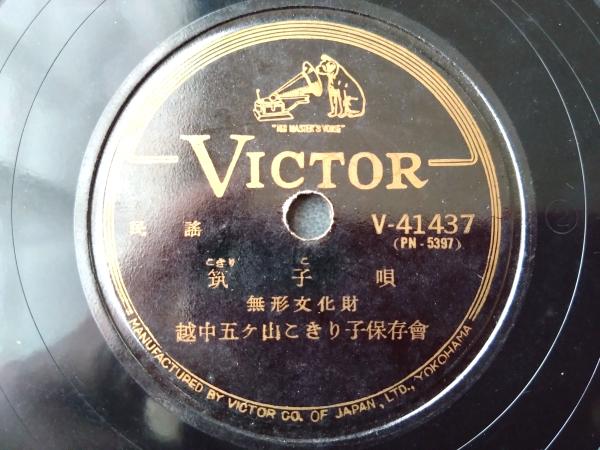 "HIS MASTER'S VOICE"
VICTOR
民謠
V-41437
(PN-5397)
こきり こ
筑子唄
無形文化財
越中五ケ山こきり子保存會
MANUFACTURED BY VICTOR CO. OF JAPAN, LTD., YOKOHAMA